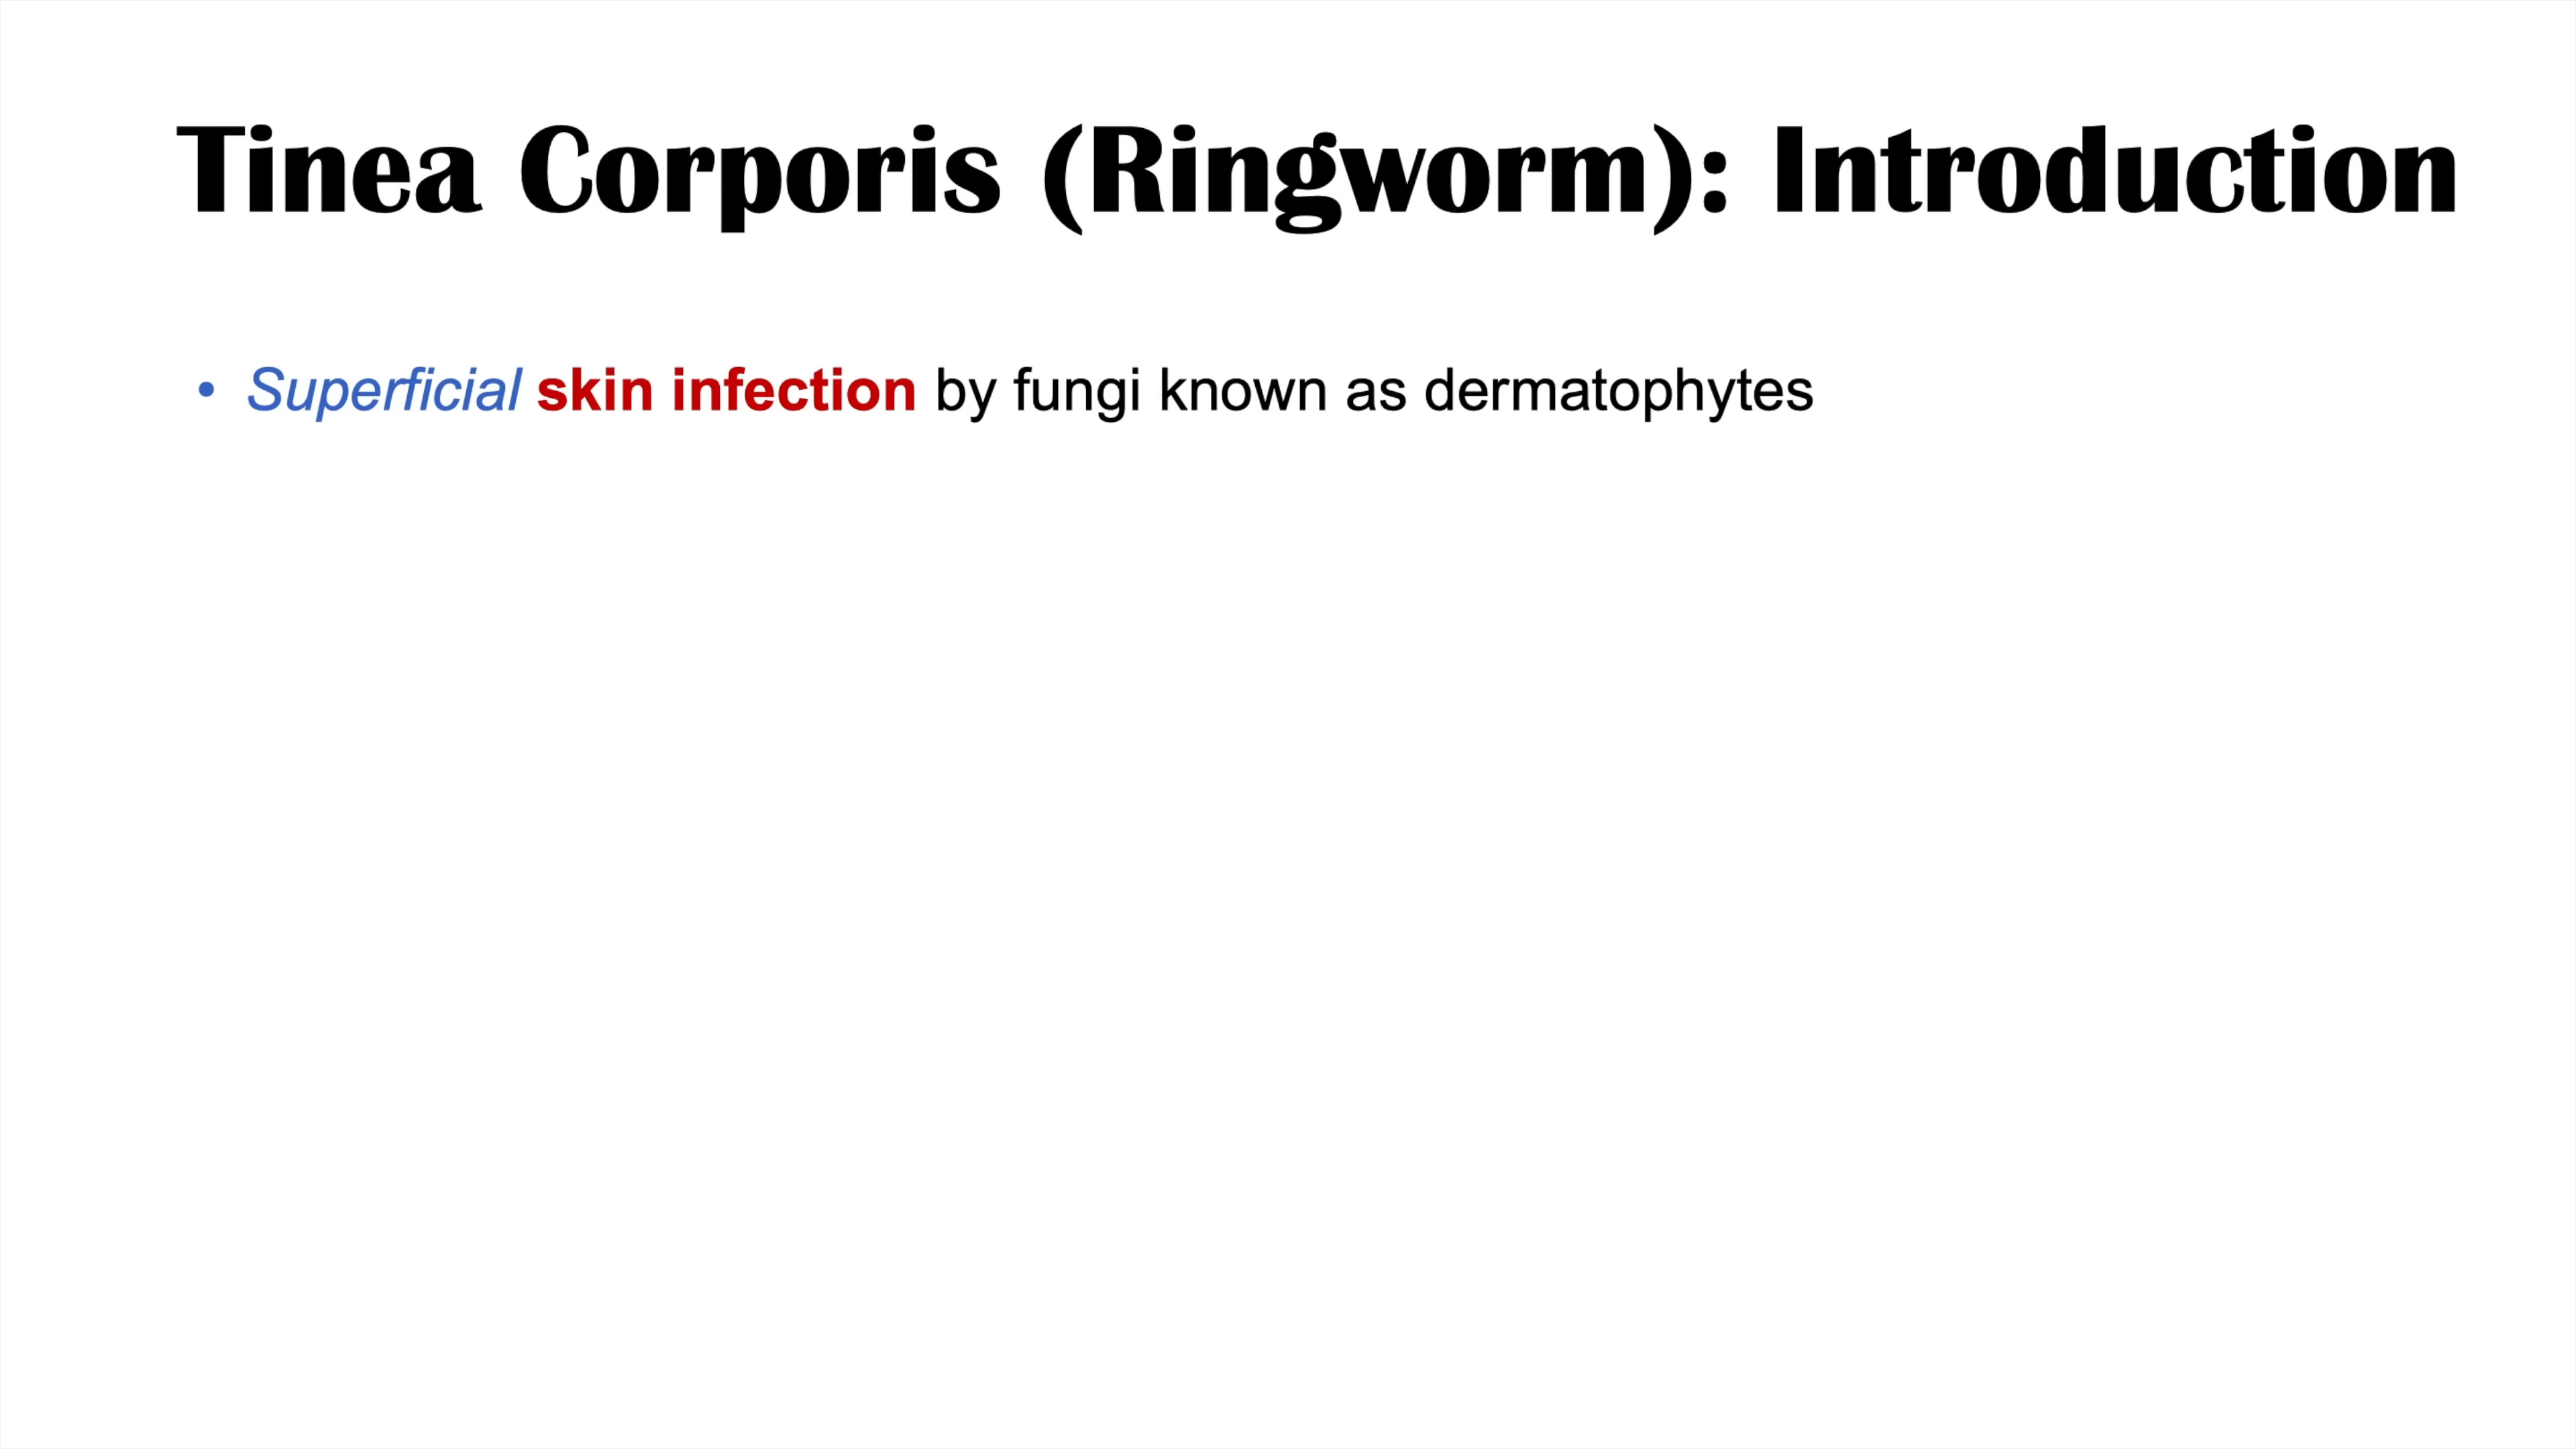 Tinea Corporis (Ringworm): Introduction
• Superficial skin infection by fungi known as dermatophytes